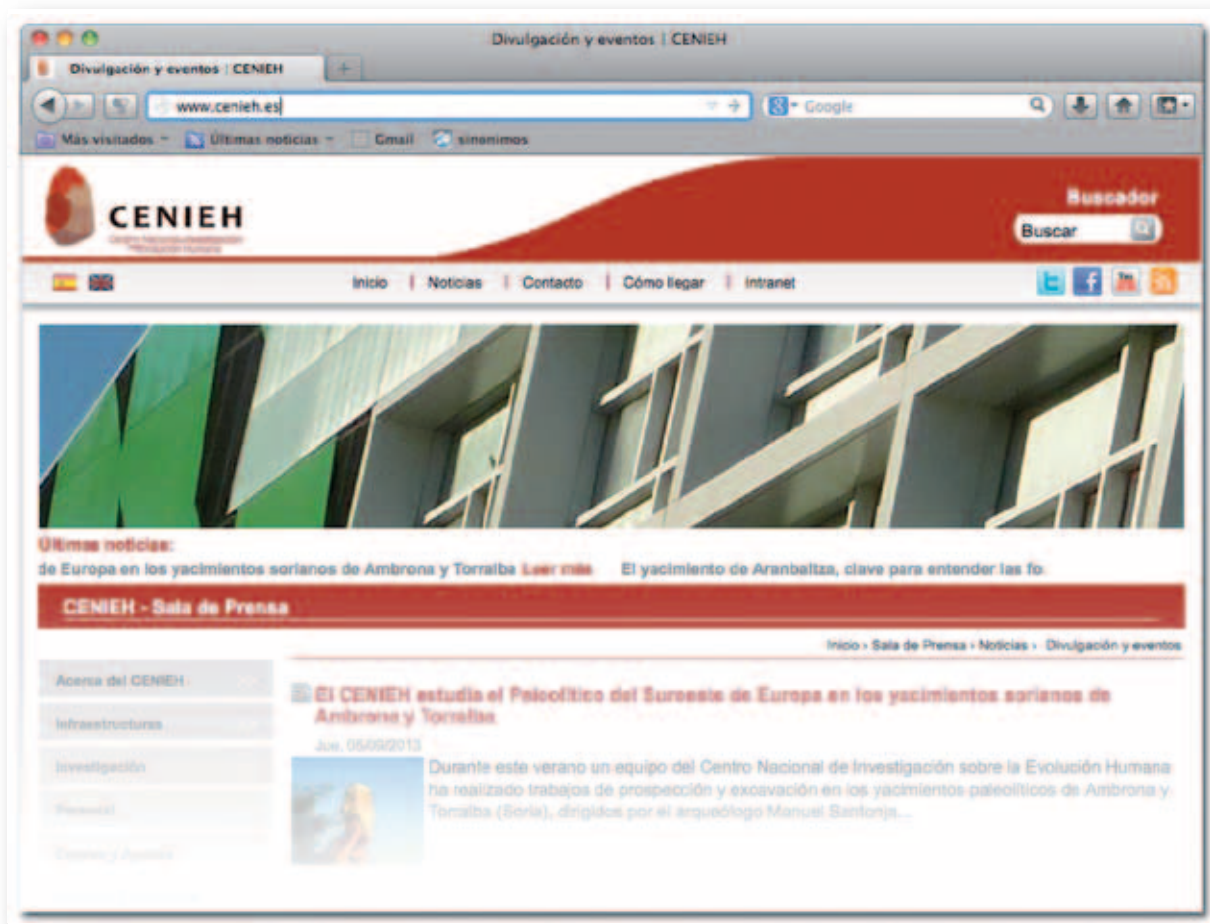 Divulgación y eventos | CENIEH
Divulgación y eventos | CENIEH
www.cenieh.es
Google
Más visitados
Últimas noticias
Gmail
sinonimos
CENIEH
Buscador
Buscar
Inicio | Noticias | Contacto | Cómo llegar | Intranet
Últimas noticias:
de Europa en los yacimientos sorianos de Ambrona y Torralba Leer más El yacimiento de Aranbaltza, clave para entender las fo
CENIEH - Sala de Prensa
Inicio › Sala de Prensa › Noticias › Divulgación y eventos
Acerca del CENIEH
Infraestructuras
Investigación
Personal
El CENIEH estudia el Paleolítico del Suroeste de Europa en los yacimientos sorianos de
Ambrona y Torralba
Jue, 05/09/2013
Durante este verano un equipo del Centro Nacional de Investigación sobre la Evolución Humana
ha realizado trabajos de prospección y excavación en los yacimientos paleolíticos de Ambrona y
Torralba (Soria), dirigidos por el arqueólogo Manuel Santonja...